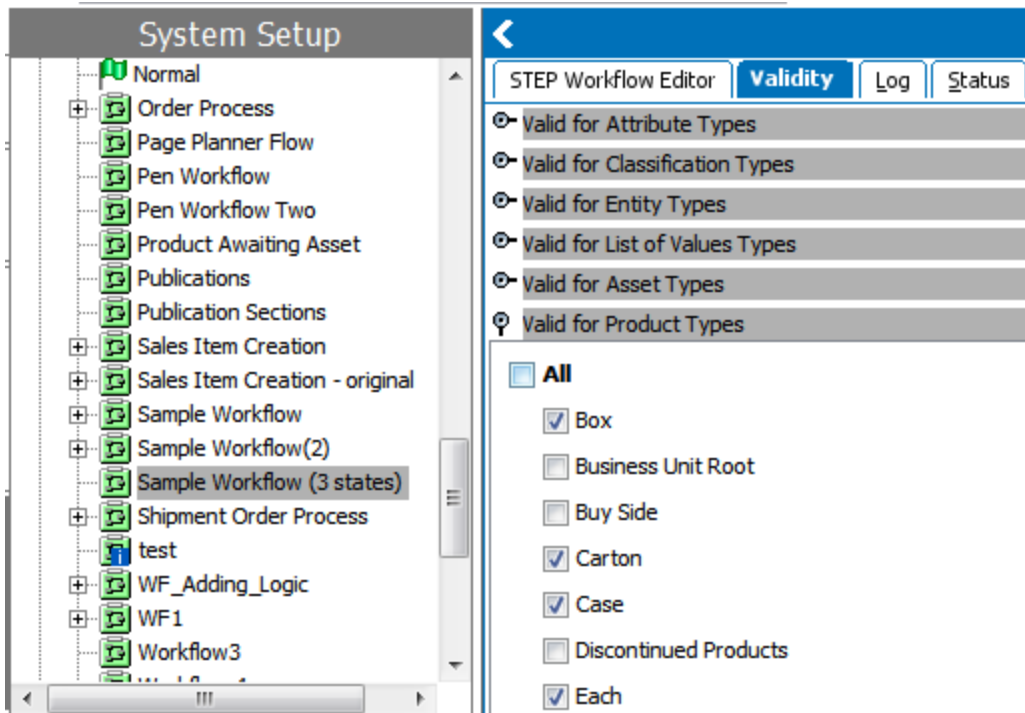 System Setup
Normal
Order Process
Page Planner Flow
Pen Workflow
Pen Workflow Two
Product Awaiting Asset
Publications
Publication Sections
Sales Item Creation
Sales Item Creation - original
Sample Workflow
Sample Workflow(2)
Sample Workflow (3 states)
Shipment Order Process
test
WF_Adding_Logic
WF1
Workflow3
STEP Workflow Editor
Validity
Log
Status
Valid for Attribute Types
Valid for Classification Types
Valid for Entity Types
Valid for List of Values Types
Valid for Asset Types
Valid for Product Types
All
Box
Business Unit Root
Buy Side
Carton
Case
Discontinued Products
Each